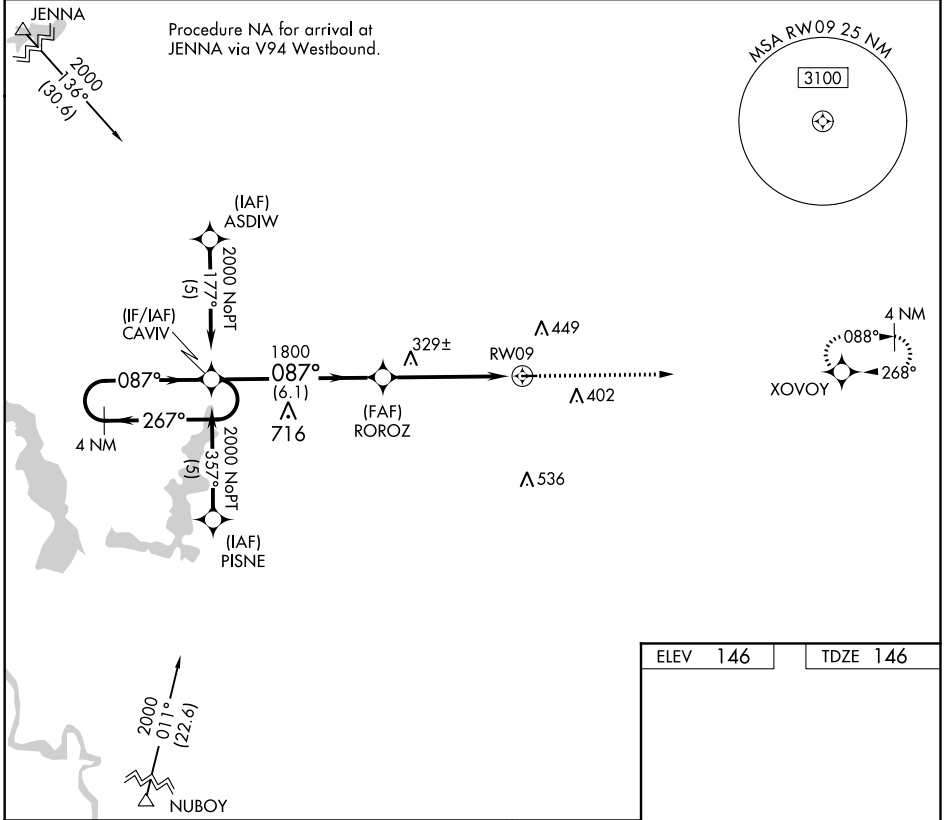 JENNA
2000
136°
(30.6)
Procedure NA for arrival at
JENNA via V94 Westbound.
MSA RW09 25 NM
3100
(IAF)
ASDIW
2000 NoPT
177°
(5)
(IF/IAF)
CAVIV
087°
267°
4 NM
1800
087°
(6.1)
716
329±
(FAF)
ROROZ
RW09
449
402
536
4 NM
088°
268°
XOVOY
2000 NoPT
357°
(5)
(IAF)
PISNE
2000
011°
(22.6)
NUBOY
ELEV 146
TDZE 146